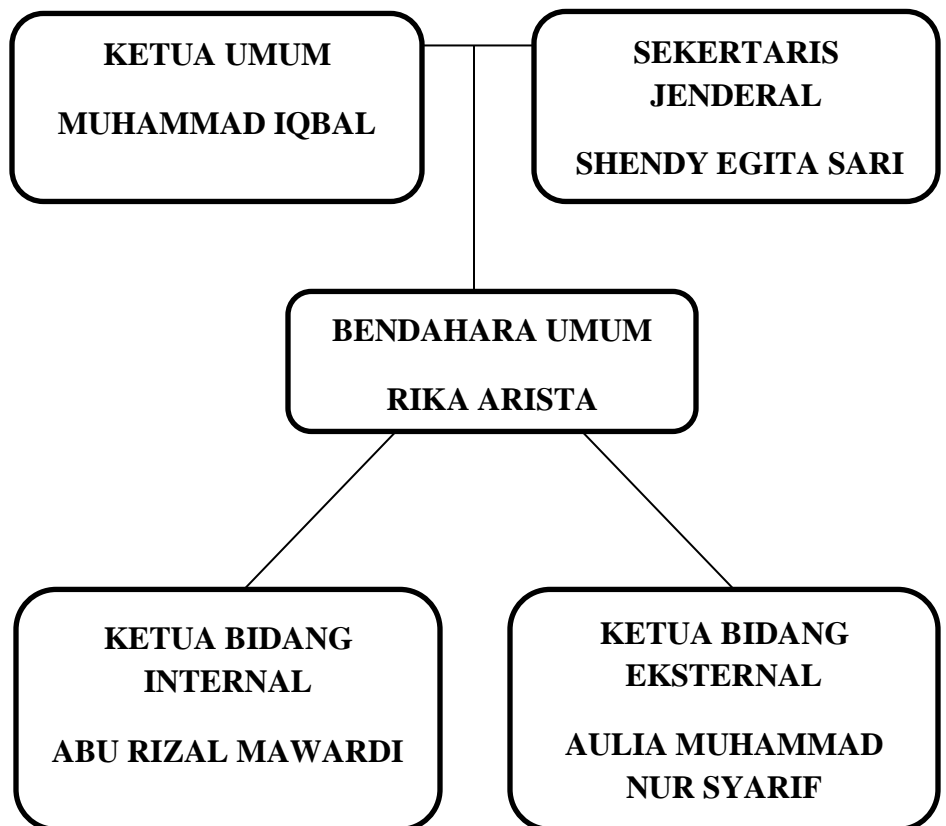 KETUA UMUM
MUHAMMAD IQBAL
SEKERTARIS
JENDERAL
SHENDY EGITA SARI
BENDAHARA UMUM
RIKA ARISTA
KETUA BIDANG
INTERNAL
ABU RIZAL MAWARDI
KETUA BIDANG
EKSTERNAL
AULIA MUHAMMAD
NUR SYARIF